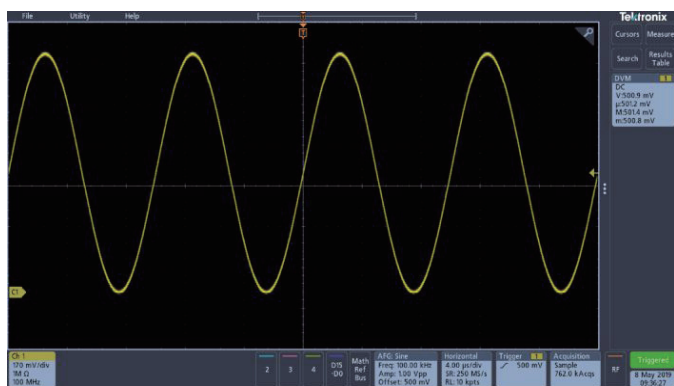 File Utility Help
T
Tektronix
Cursors Measure
Search Results Table
DVM 1
DC
V:500.9 mV
µ:501.2 mV
M:501.4 mV
m:500.8 mV
C1
Ch 1
170 mV/div
1M Ω
100 MHz
2
3
4
D15
-D0
Math
Ref
Bus
AFG: Sine
Freq: 100.00 kHz
Amp: 1.00 Vpp
Offset: 500 mV
Horizontal
4.00 µs/div
SR: 250 MS/s
RL: 10 kpts
Trigger 1
500 mV
Acquisition
Sample
RF
Triggered
8 May 2019
09:36:27